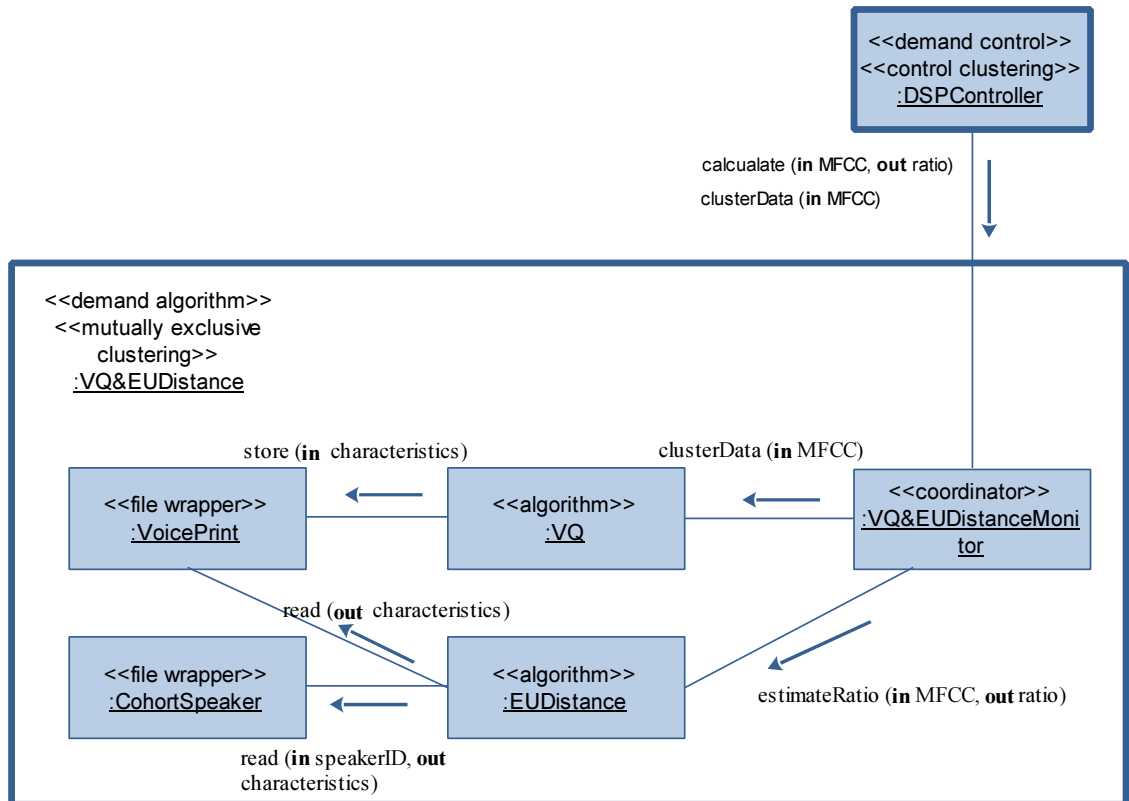 <<demand control>>
<<control clustering>>
:DSPController
calcualate (in MFCC, out ratio)
clusterData (in MFCC)
<<demand algorithm>>
<<mutually exclusive
clustering>>
:VQ&EUDistance
store (in characteristics)
clusterData (in MFCC)
<<file wrapper>>
:VoicePrint
<<algorithm>>
:VQ
<<coordinator>>
:VQ&EUDistanceMoni
tor
read (out characteristics)
<<file wrapper>>
:CohortSpeaker
<<algorithm>>
:EUDistance
estimateRatio (in MFCC, out ratio)
read (in speakerID, out
characteristics)